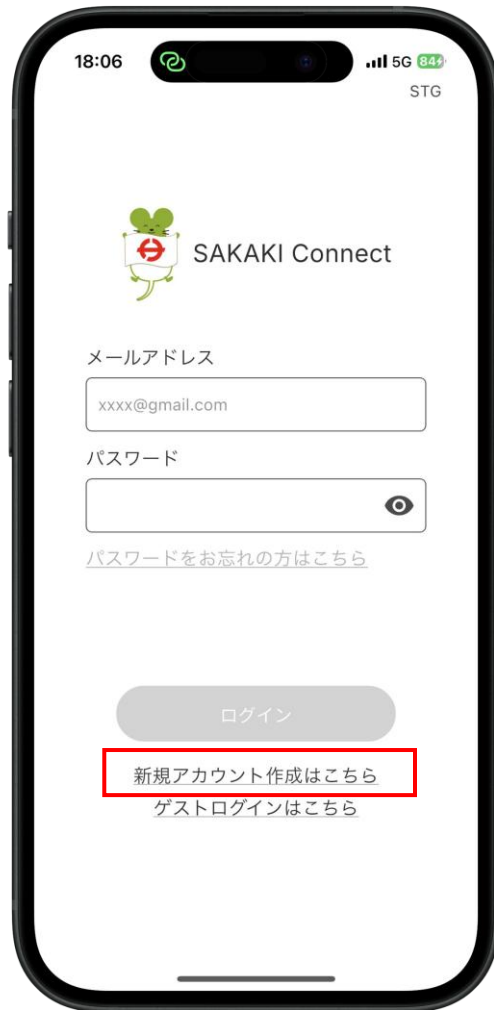 18:06 5G 84
STG
SAKAKI Connect
メールアドレス
xxxx@gmail.com
パスワード
パスワードをお忘れの方はこちら
ログイン
新規アカウント作成はこちら
ゲストログインはこちら